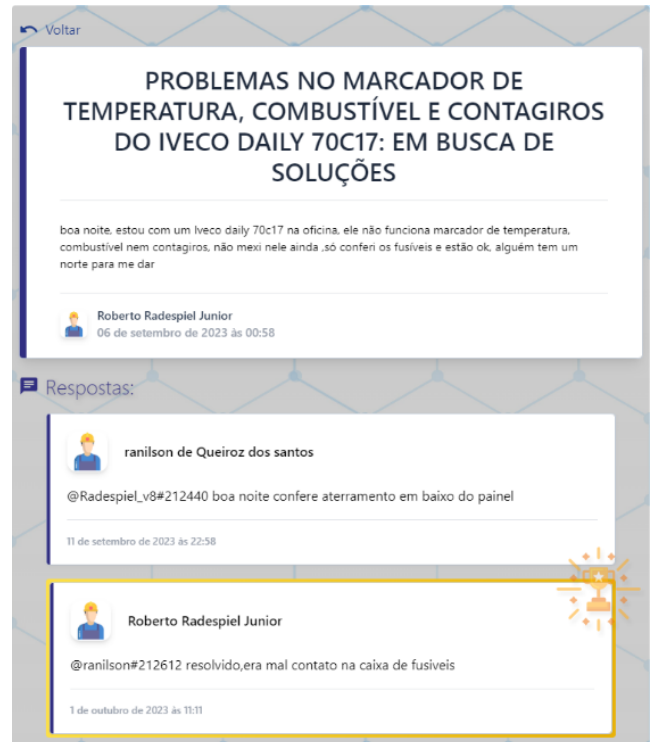 Voltar
PROBLEMAS NO MARCADOR DE
TEMPERATURA, COMBUSTÍVEL E CONTAGIROS
DO IVECO DAILY 70C17: EM BUSCA DE
SOLUÇÕES
boa noite, estou com um Iveco daily 70c17 na oficina, ele não funciona marcador de temperatura,
combustível nem contagiros, não mexi nele ainda ,só conferi os fusíveis e estão ok, alguém tem um
norte para me dar
Roberto Radespiel Junior
06 de setembro de 2023 às 00:58
Respostas:
ranilson de Queiroz dos santos
@Radespiel_v8#212440 boa noite confere aterramento em baixo do painel
11 de setembro de 2023 às 22:58
Roberto Radespiel Junior
@ranilson#212612 resolvido,era mal contato na caixa de fusiveis
1 de outubro de 2023 às 11:11